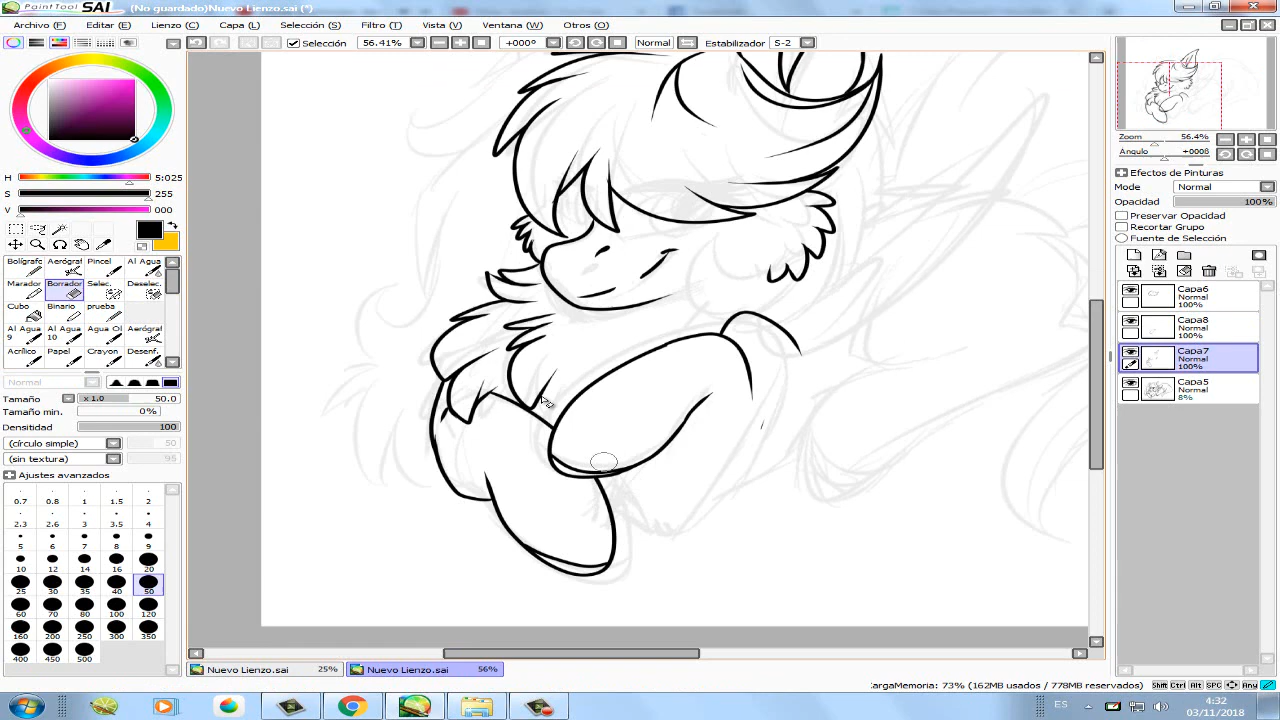 PaintTool SAI (No guardado)Nuevo Lienzo.sai (*)
Archivo (F) Editar (E) Lienzo (C) Capa (L) Selección (S) Filtro (T) Vista (V) Ventana (W) Otros (O)
Selección 56.41% +000° Normal Estabilizador S-2
H 5:025
S 255
V 000
Bolígrafo Aerógrafo Pincel Al Agua
Marador Borrador Selec. Deselec.
Cubo Binario prueba
Al Agua 9 Al Agua 10 Agua Ol Aerógraf
Acrílico Papel Crayon Desenf.
Normal
Tamaño x 1.0 50.0
Tamaño min. 0%
Densitidad 100
(círculo simple) 50
(sin textura) 95
Ajustes avanzados
0.7 0.8 1 1.5 2
2.3 2.6 3 3.5 4
5 6 7 8 9
10 12 14 16 20
25 30 35 40 50
60 70 80 100 120
160 200 250 300 350
400 450 500
Zoom 56.4%
Angulo +000ß
Efectos de Pinturas
Modo Normal
Opacidad 100%
Preservar Opacidad
Recortar Grupo
Fuente de Selección
Capa6
Normal
100%
Capa8
Normal
100%
Capa7
Normal
100%
Capa5
Normal
8%
Nuevo Lienzo.sai 25% Nuevo Lienzo.sai 56%
cargaMemoria: 73% (162MB usados / 778MB reservados) Shift Ctrl Alt SPC Any
ES 4:32
03/11/2018